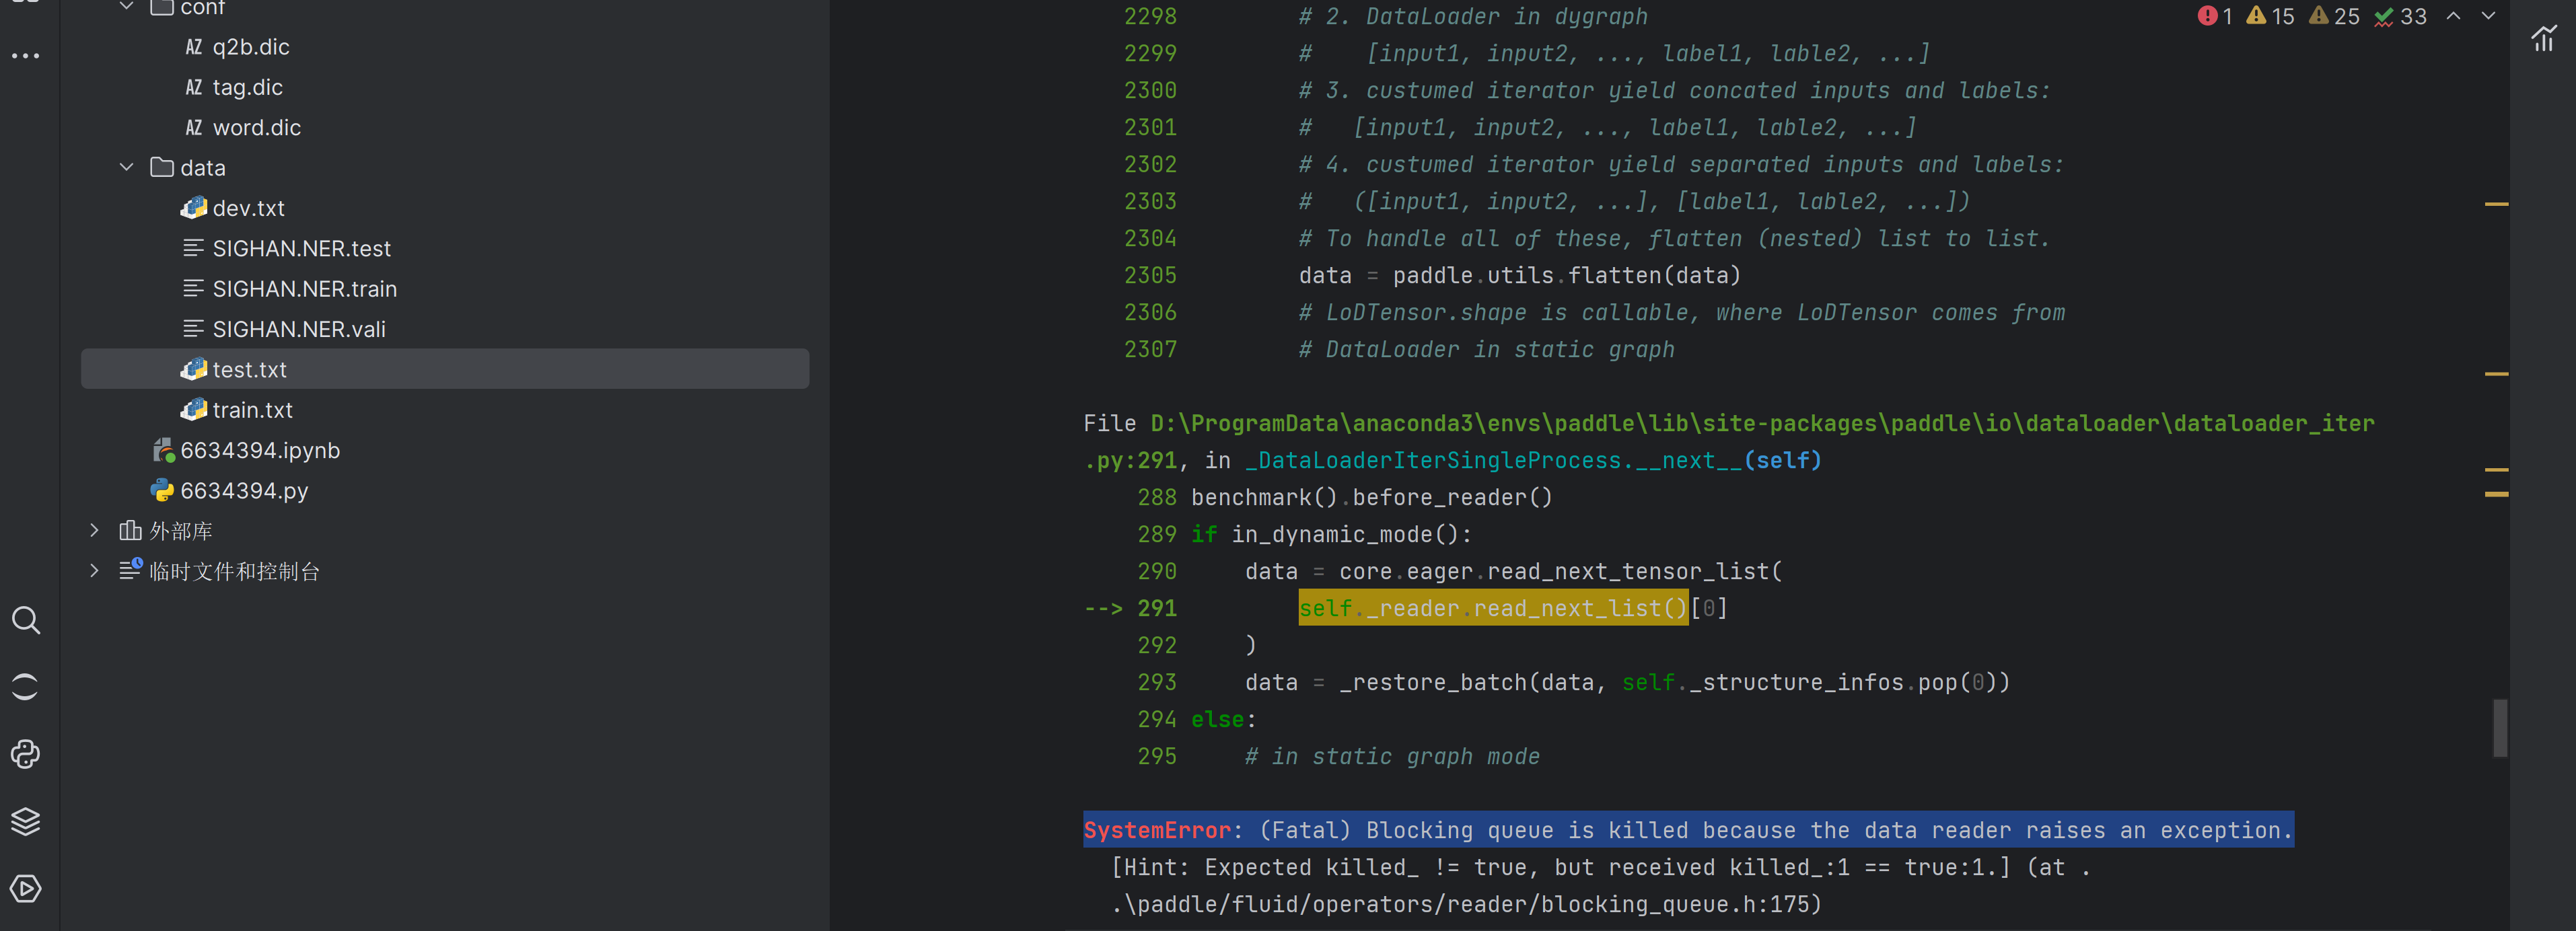 conf
AZ q2b.dic
AZ tag.dic
AZ word.dic
data
dev.txt
SIGHAN.NER.test
SIGHAN.NER.train
SIGHAN.NER.vali
test.txt
train.txt
6634394.ipynb
6634394.py
外部库
临时文件和控制台
1 15 25 33
2298 # 2. DataLoader in dygraph
2299 # [input1, input2, ..., label1, lable2, ...]
2300 # 3. custumed iterator yield concated inputs and labels:
2301 # [input1, input2, ..., label1, lable2, ...]
2302 # 4. custumed iterator yield separated inputs and labels:
2303 # ([input1, input2, ...], [label1, lable2, ...])
2304 # To handle all of these, flatten (nested) list to list.
2305 data = paddle.utils.flatten(data)
2306 # LoDTensor.shape is callable, where LoDTensor comes from
2307 # DataLoader in static graph
File D:\ProgramData\anaconda3\envs\paddle\lib\site-packages\paddle\io\dataloader\dataloader_iter
.py:291, in _DataLoaderIterSingleProcess.__next__(self)
288 benchmark().before_reader()
289 if in_dynamic_mode():
290 data = core.eager.read_next_tensor_list(
--> 291 self._reader.read_next_list()[0]
292 )
293 data = _restore_batch(data, self._structure_infos.pop(0))
294 else:
295 # in static graph mode
SystemError: (Fatal) Blocking queue is killed because the data reader raises an exception.
[Hint: Expected killed_ != true, but received killed_:1 == true:1.] (at .
.\paddle/fluid/operators/reader/blocking_queue.h:175)